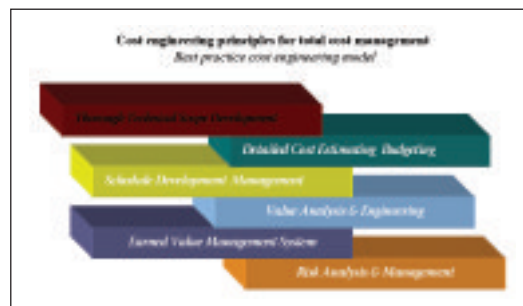 Cost engineering principles for total cost management
Best practice cost engineering model
Thorough Technical Scope Development
Detailed Cost Estimating Budgeting
Schedule Development Management
Value Analysis & Engineering
Earned Value Management System
Risk Analysis & Management